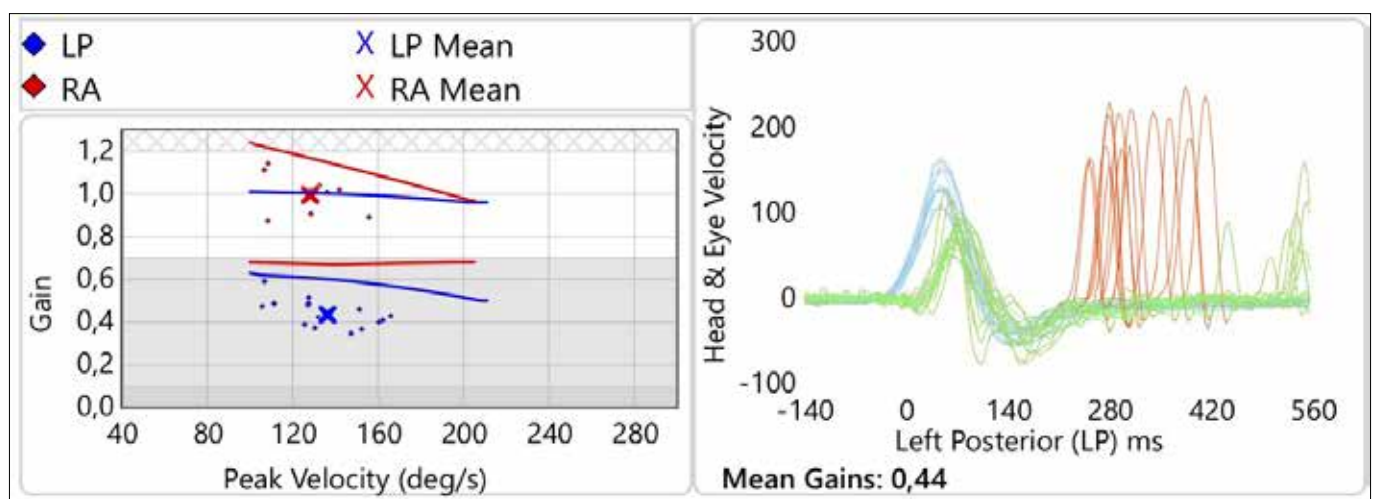 LP
LP Mean
RA
RA Mean
Gain
1,2
1,0
0,8
0,6
0,4
0,2
0,0
40 80 120 160 200 240 280
Peak Velocity (deg/s)
Head & Eye Velocity
300
200
100
0
-100
-140 0 140 280 420 560
Left Posterior (LP) ms
Mean Gains: 0,44